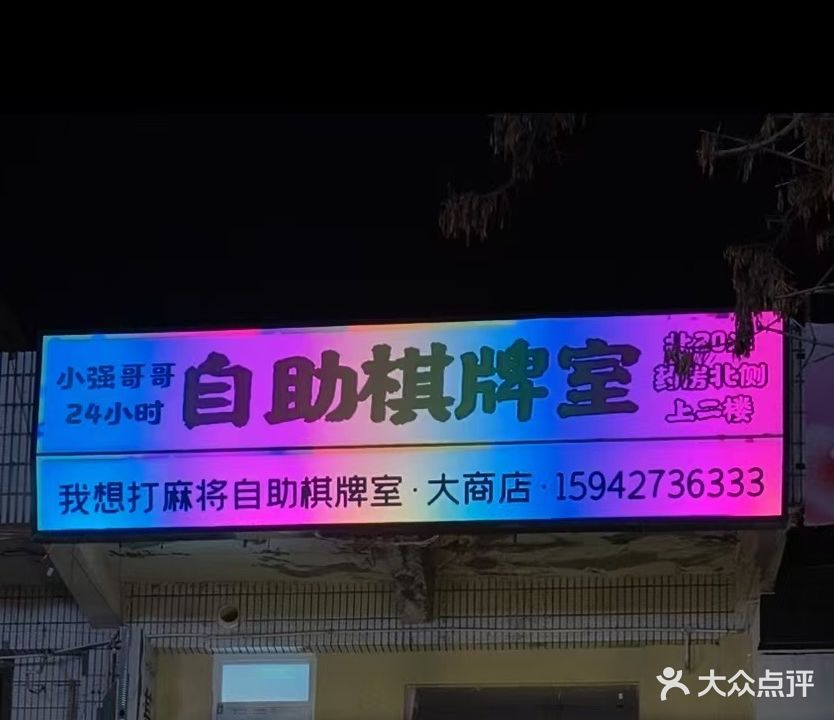 小强哥哥
24小时
自助棋牌室
药房北侧
上二楼
我想打麻将自助棋牌室·大商店·15942736333
大众点评